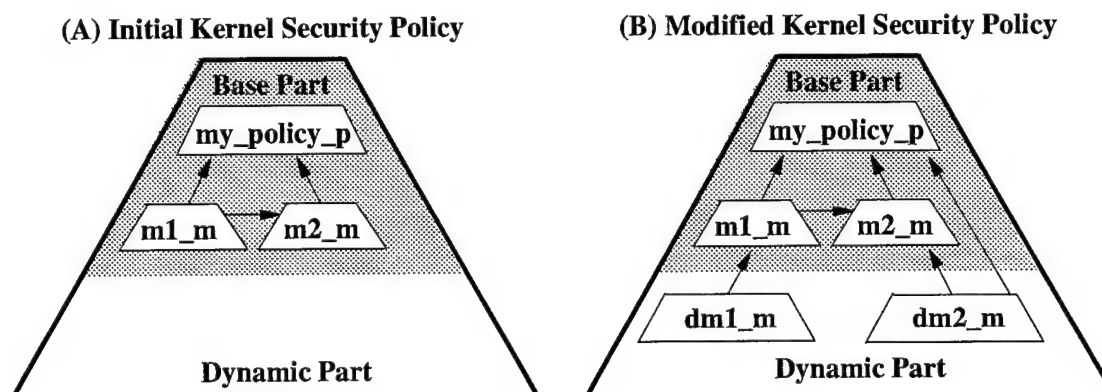 (A) Initial Kernel Security Policy
Base Part
my_policy_p
m1_m
m2_m
Dynamic Part
(B) Modified Kernel Security Policy
Base Part
my_policy_p
m1_m
m2_m
dm1_m
dm2_m
Dynamic Part